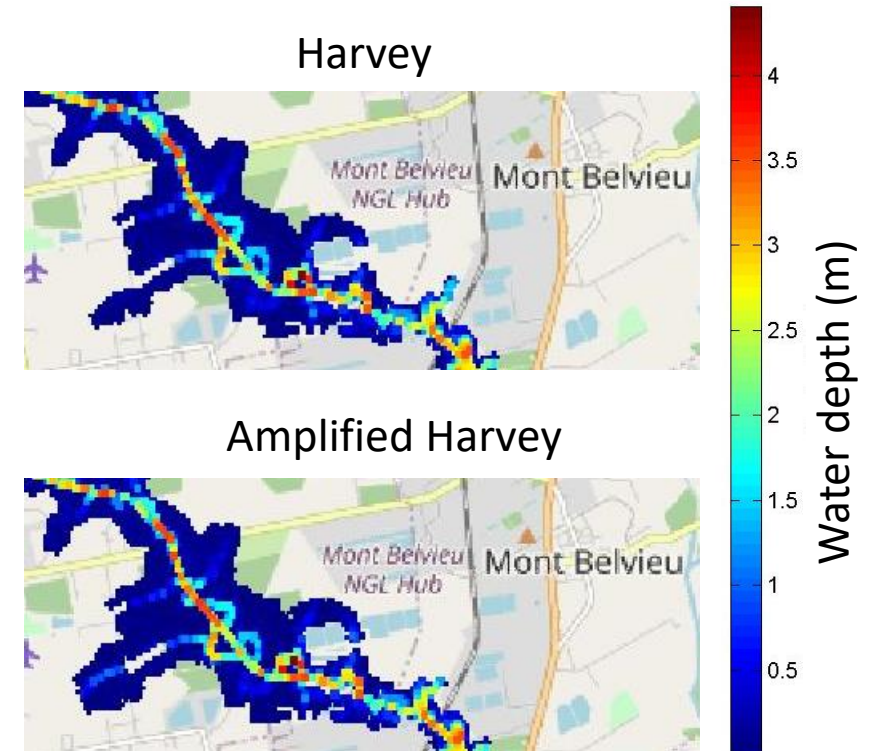 Harvey
Mont Belvieu
NGL Hub
Mont Belvieu
Amplified Harvey
Mont Belvieu
NGL Hub
Mont Belvieu
4
3.5
3
2.5
2
1.5
1
0.5
Water depth (m)